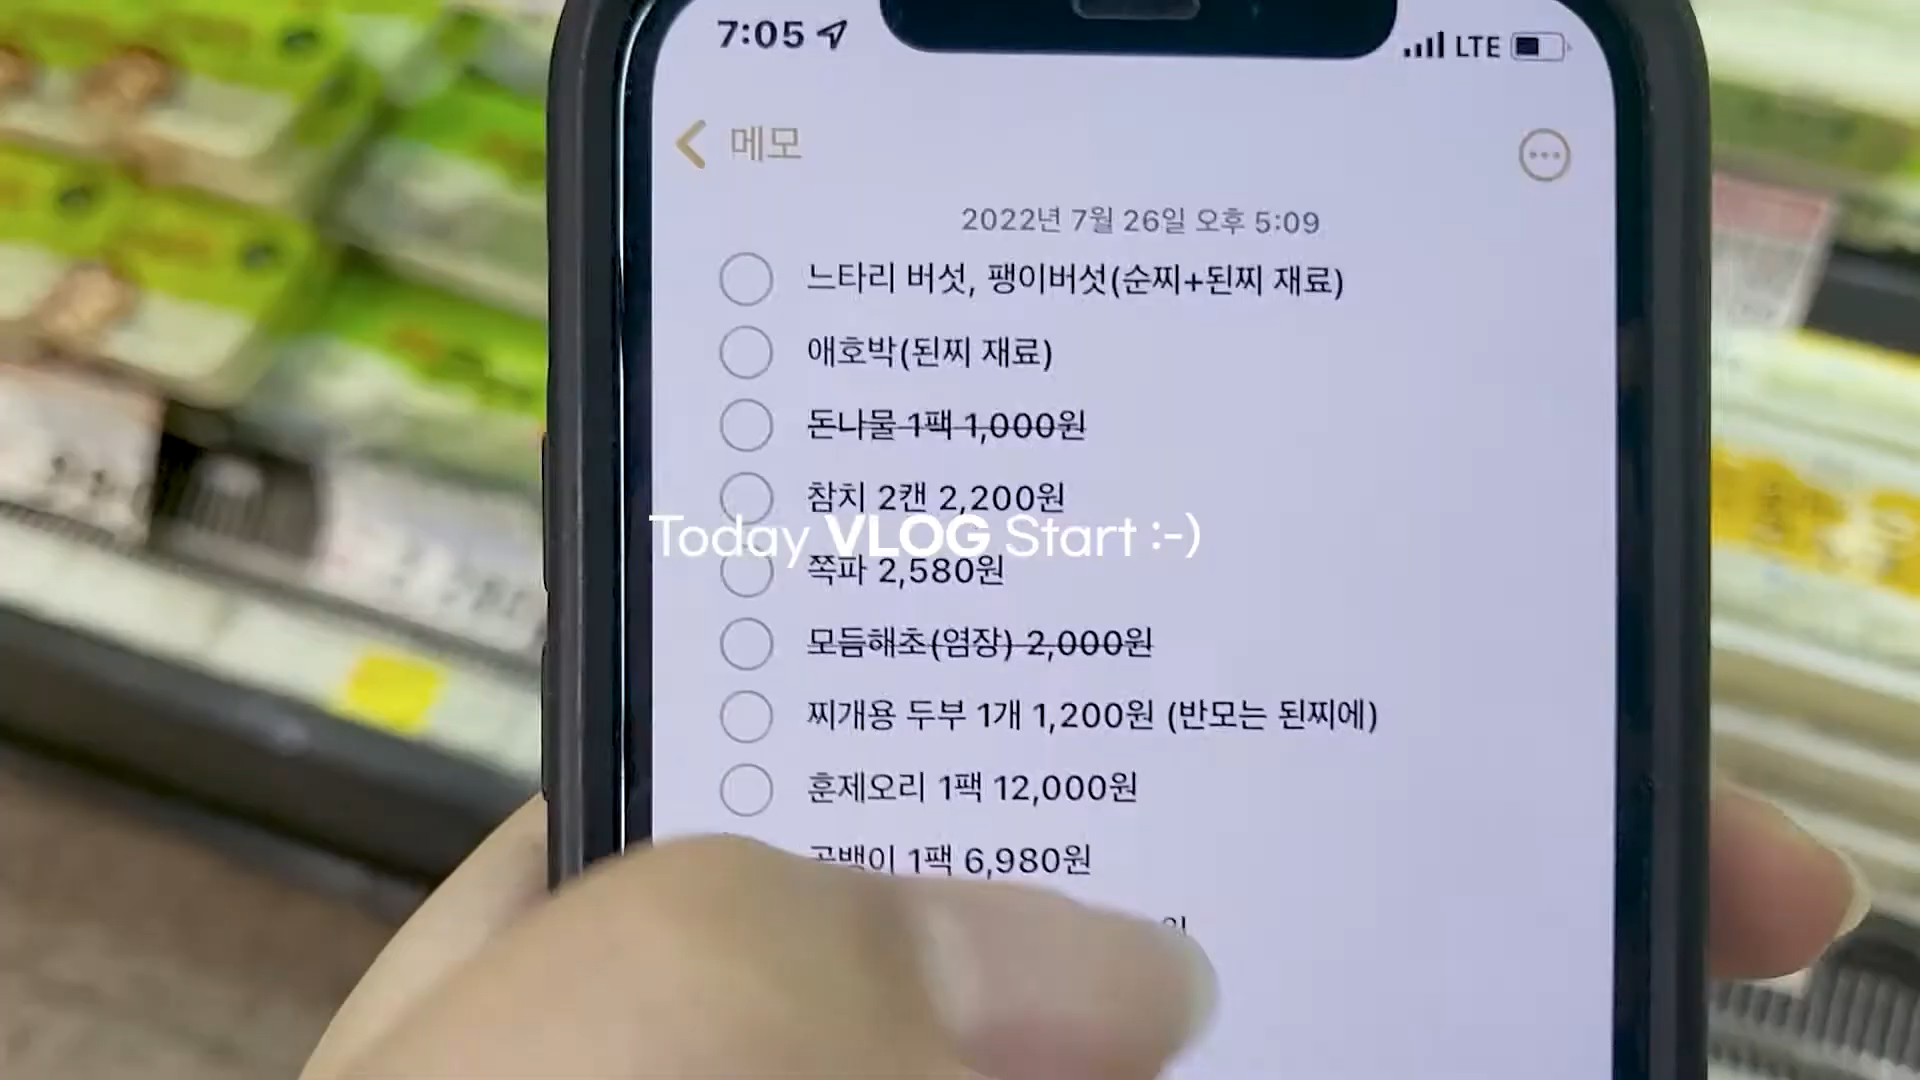 7:05
LTE
메모
2022년 7월 26일 오후 5:09
느타리 버섯, 팽이버섯(순찌+된찌 재료)
애호박(된찌 재료)
돈나물 1팩 1,000원
참치 2캔 2,200원
Today VLOG Start :-)
쪽파 2,580원
모듬해초(염장) 2,000원
찌개용 두부 1개 1,200원 (반모는 된찌에)
훈제오리 1팩 12,000원
골뱅이 1팩 6,980원